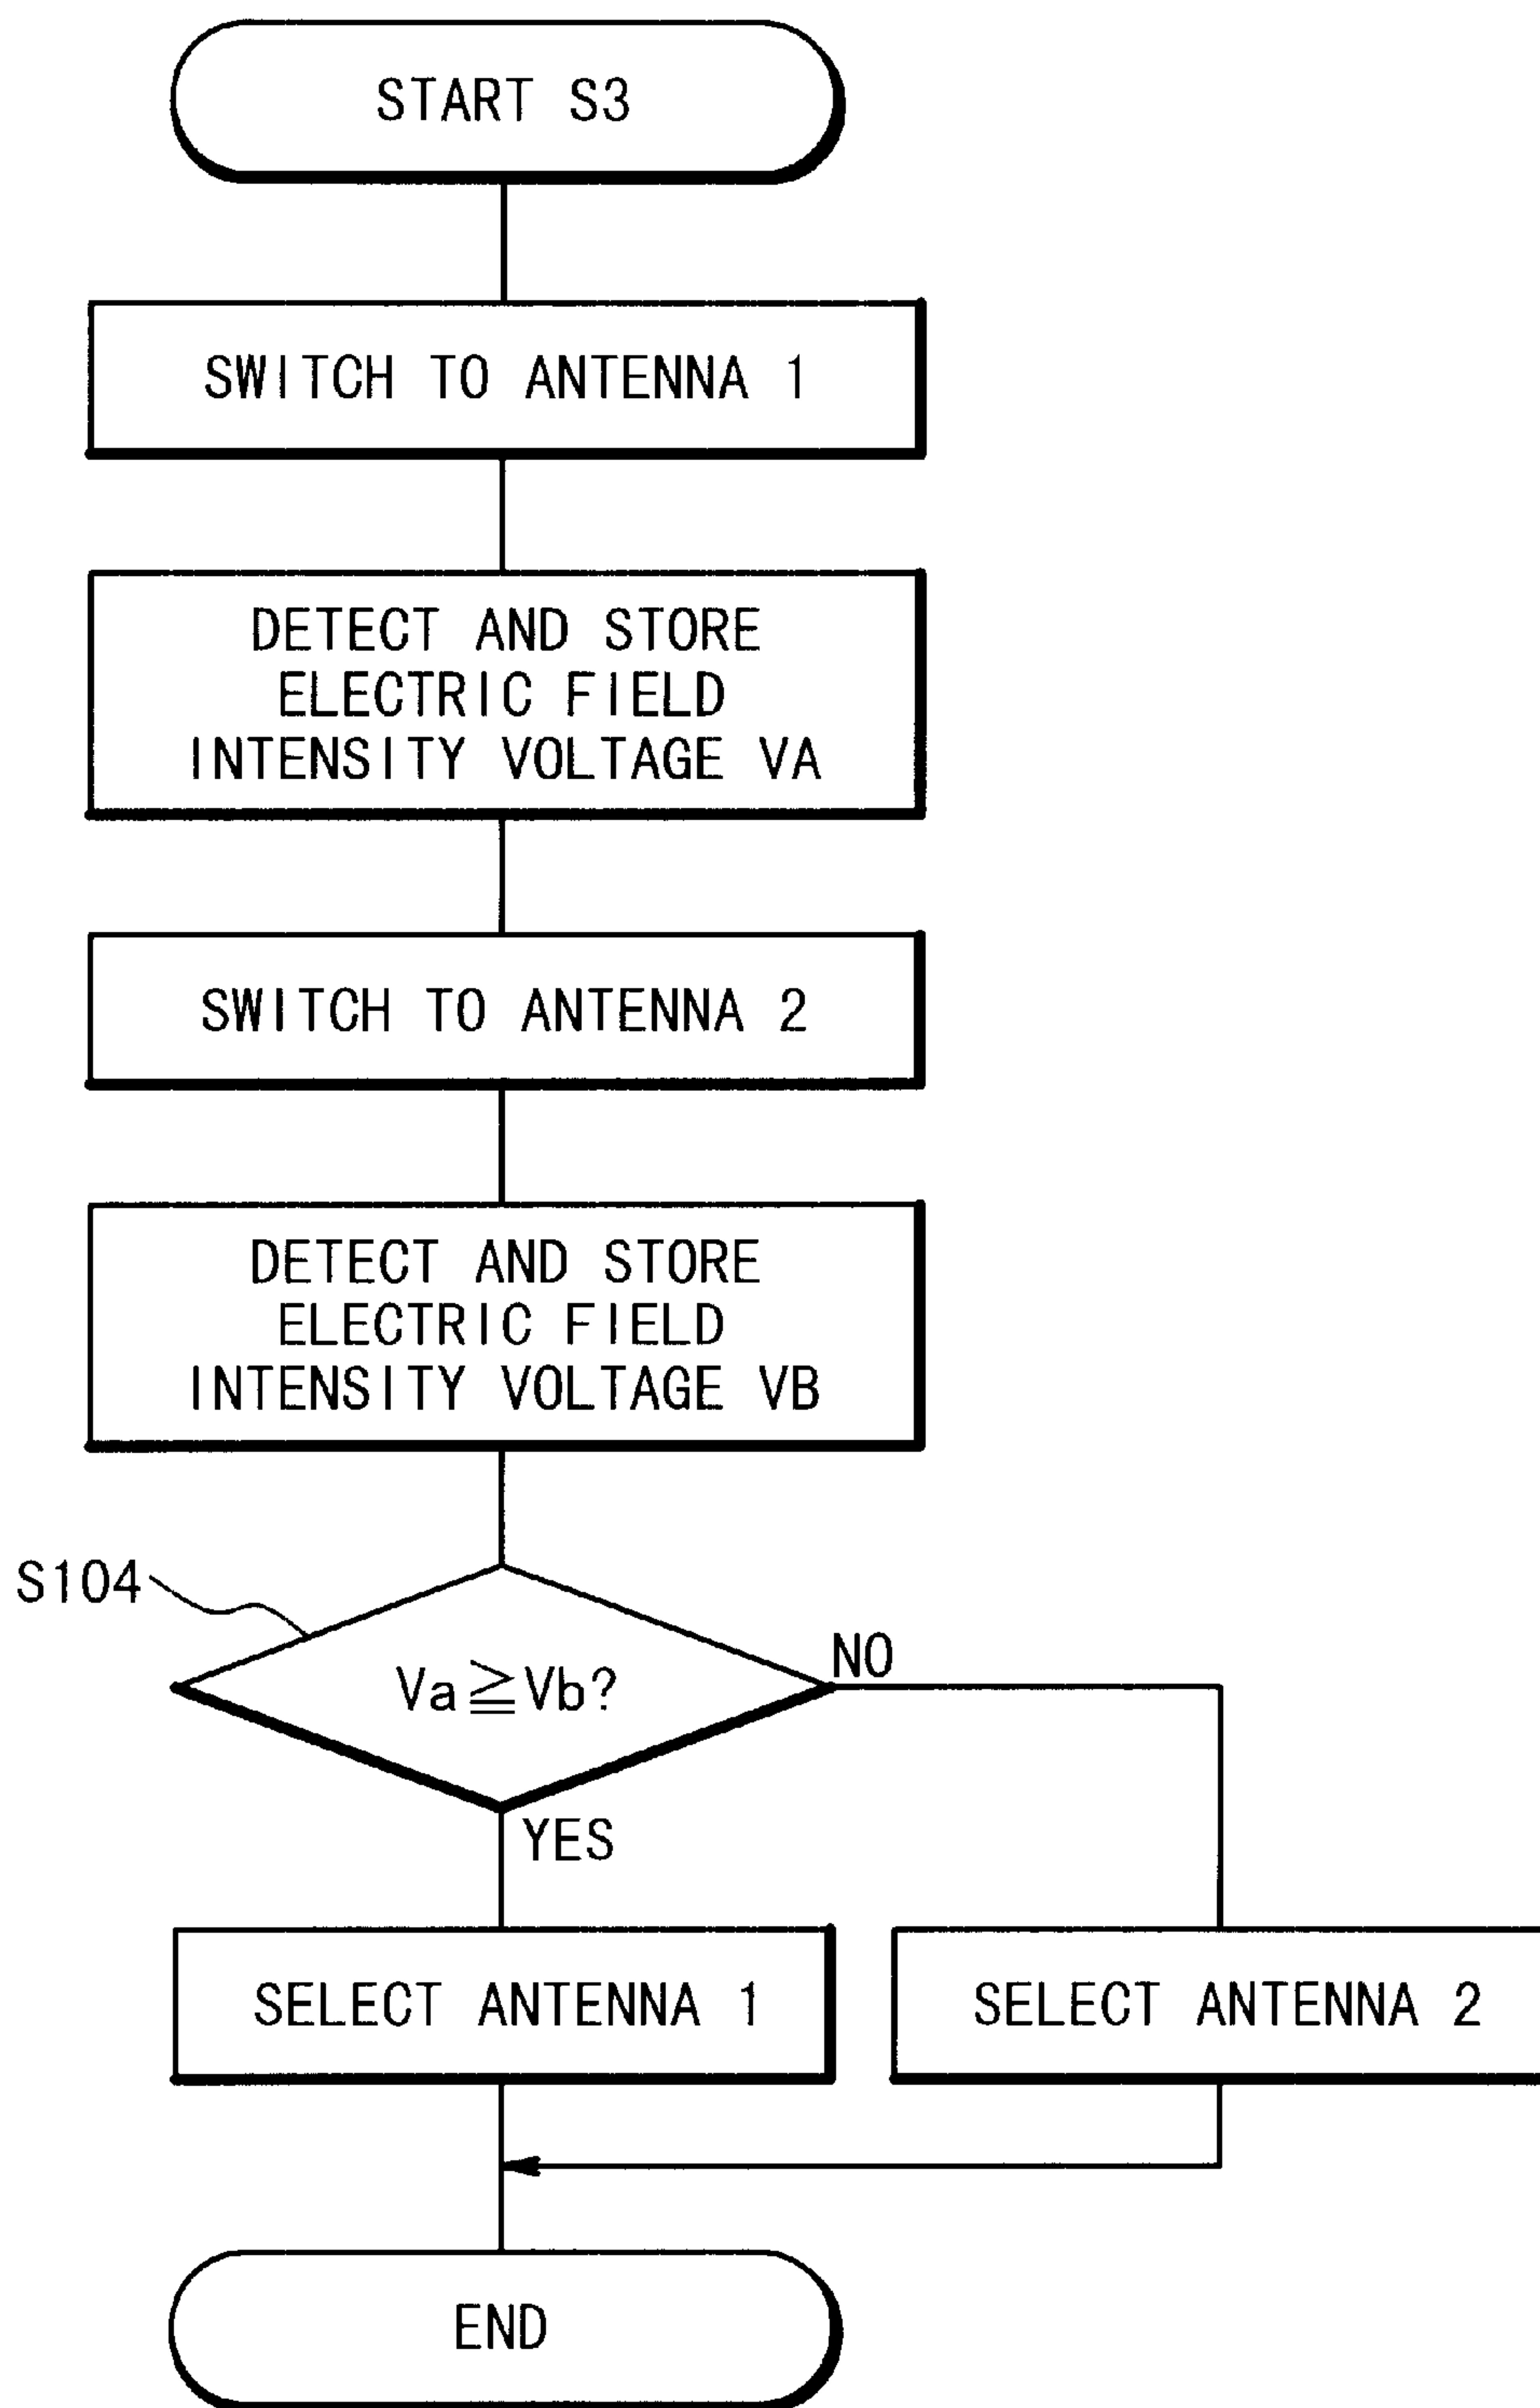 START S3
SWITCH TO ANTENNA 1
DETECT AND STORE
ELECTRIC FIELD
INTENSITY VOLTAGE VA
SWITCH TO ANTENNA 2
DETECT AND STORE
ELECTRIC FIELD
INTENSITY VOLTAGE VB
S104
Va≧Vb?
NO
YES
SELECT ANTENNA 1
SELECT ANTENNA 2
END